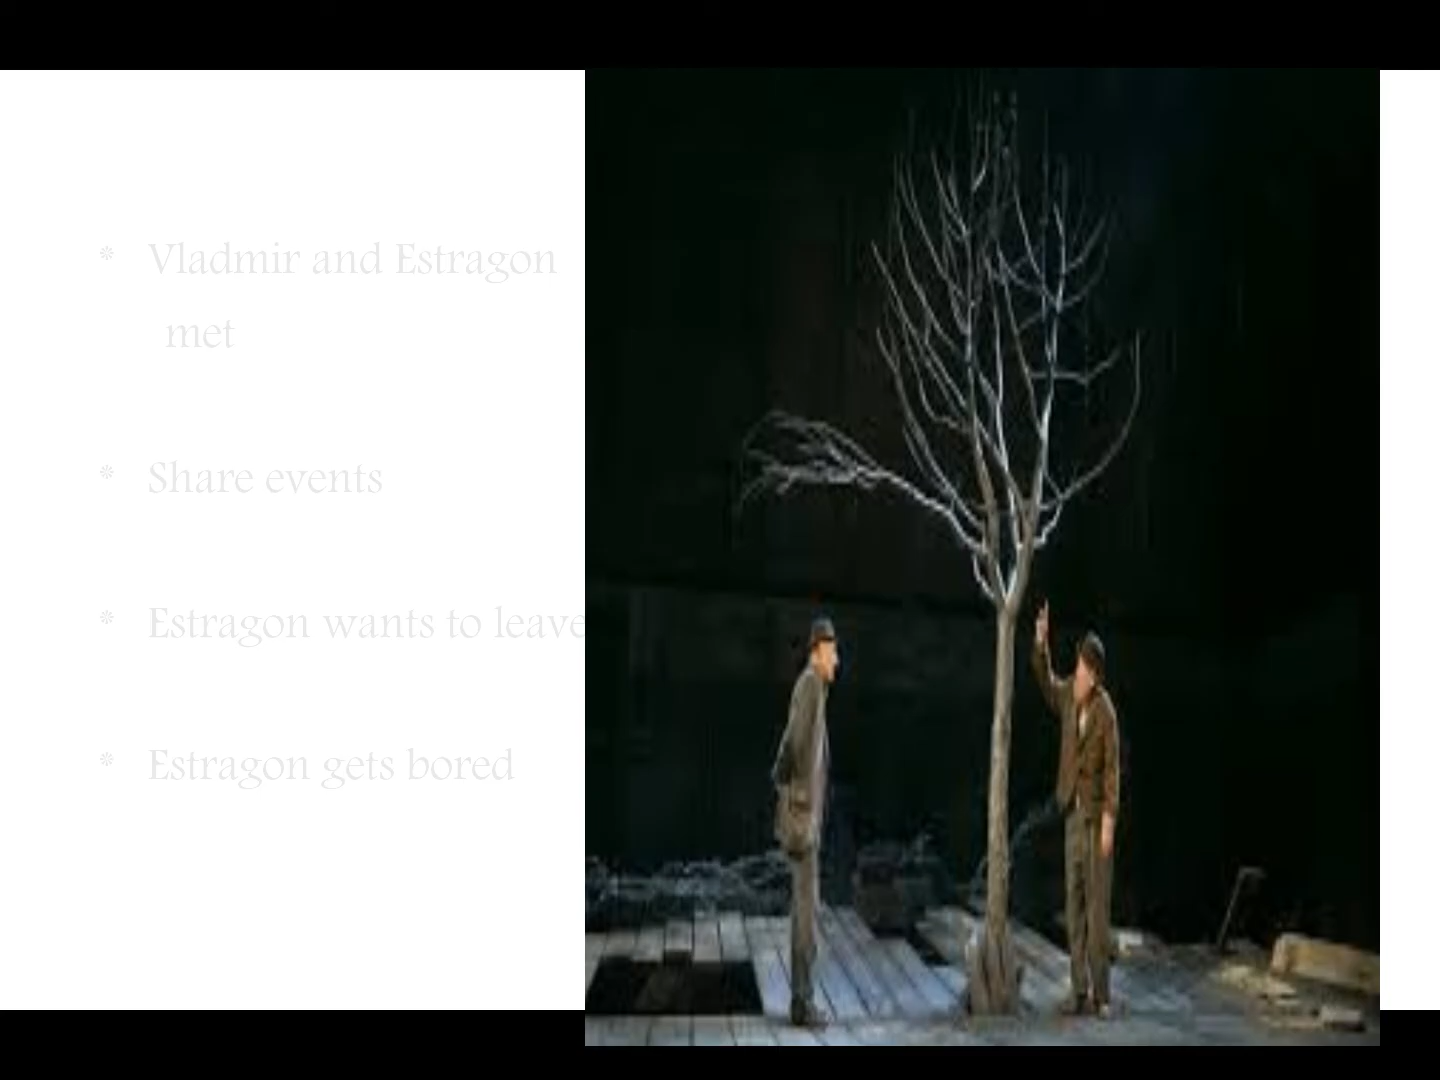 * Vladmir and Estragon
met
* Share events
* Estragon wants to leave
* Estragon gets bored